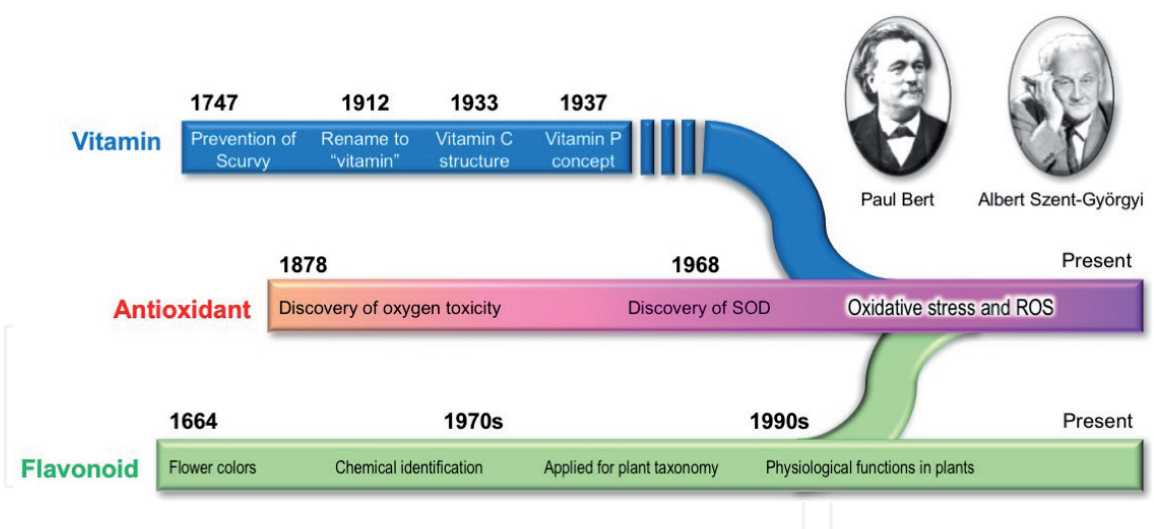 1747
1912
1933
1937
Vitamin
Prevention of
Scurvy
Rename to
“vitamin”
Vitamin C
structure
Vitamin P
concept
Paul Bert
Albert Szent-Györgyi
1878
1968
Present
Antioxidant
Discovery of oxygen toxicity
Discovery of SOD
Oxidative stress and ROS
1664
1970s
1990s
Present
Flavonoid
Flower colors
Chemical identification
Applied for plant taxonomy
Physiological functions in plants